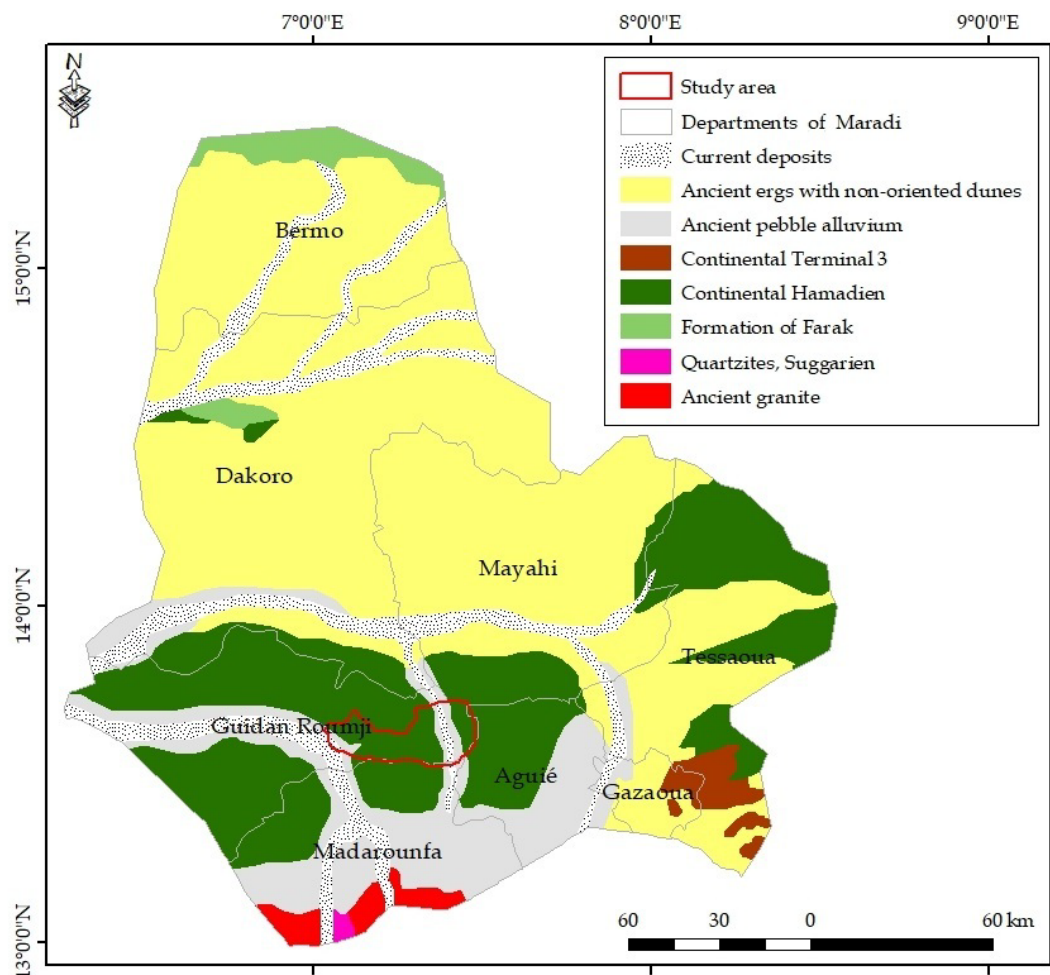 7°0'0"E
8°0'0"E
9°0'0"E
N
Study area
Departments of Maradi
Current deposits
Ancient ergs with non-oriented dunes
Ancient pebble alluvium
Continental Terminal 3
Continental Hamadien
Formation of Farak
Quartzites, Suggarien
Ancient granite
15°0'0"N
14°0'0"N
13°0'0"N
Bermo
Dakoro
Mayahi
Tessaoua
Guidan Roumji
Aguié
Gazaoua
Madarounfa
60 30 0 60 km